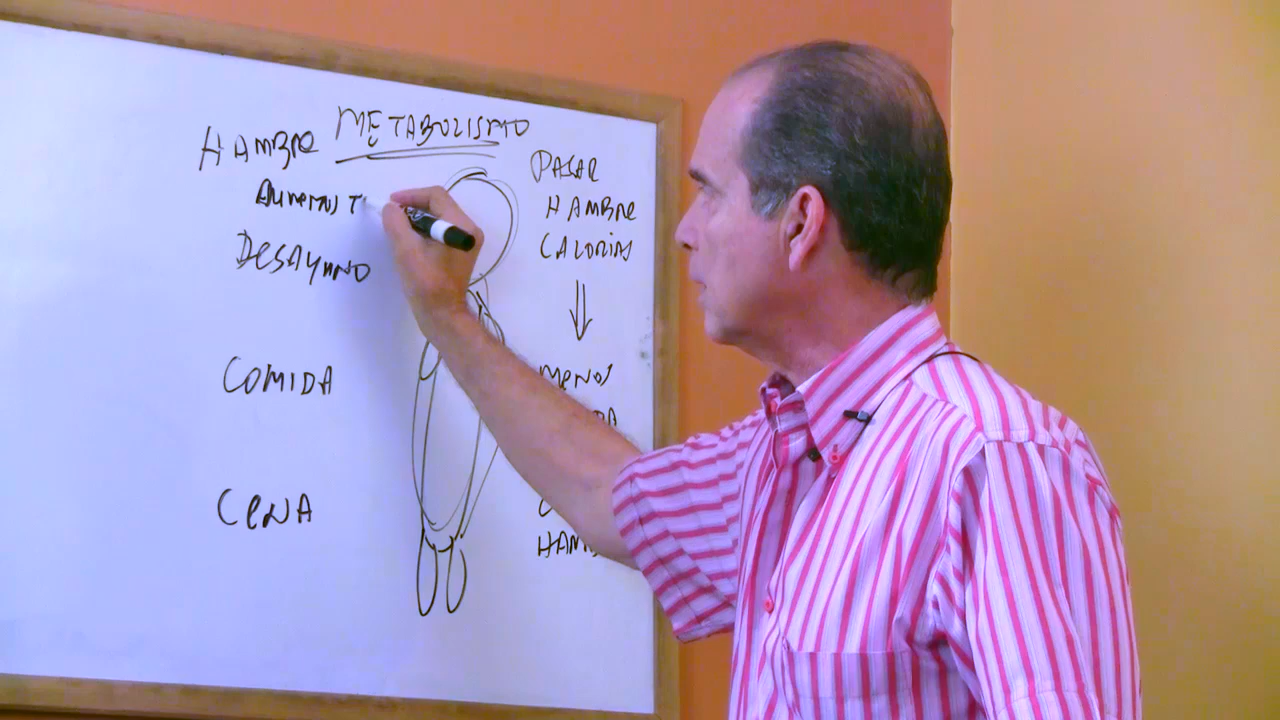 METABOLISMO
HAMBRE
DESAYUNO
COMIDA
CENA
PASAR
HAMBRE
CALORIAS
MENOS